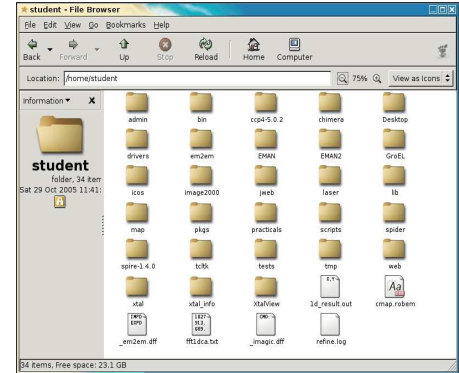 student - File Browser
File Edit View Go Bookmarks Help
Back Forward Up Stop Reload Home Computer
Location: /home/student 75% View as Icons
Information X
student
folder, 34 item
Sat 29 Oct 2005 11:41:
admin bin ccp4-5.0.2 chimera Desktop
drivers em2em EMAN EMAN2 GroEL
icos image2000 jweb laser lib
map pkgs practicals scripts spider
spire-1.4.0 tcltk tests tmp web
xtal xtal_info XtalView 1d_result.out cmap.robem
_em2em.dff fft1dca.txt _imagic.dff refine.log
34 items, Free space: 23.1 GB